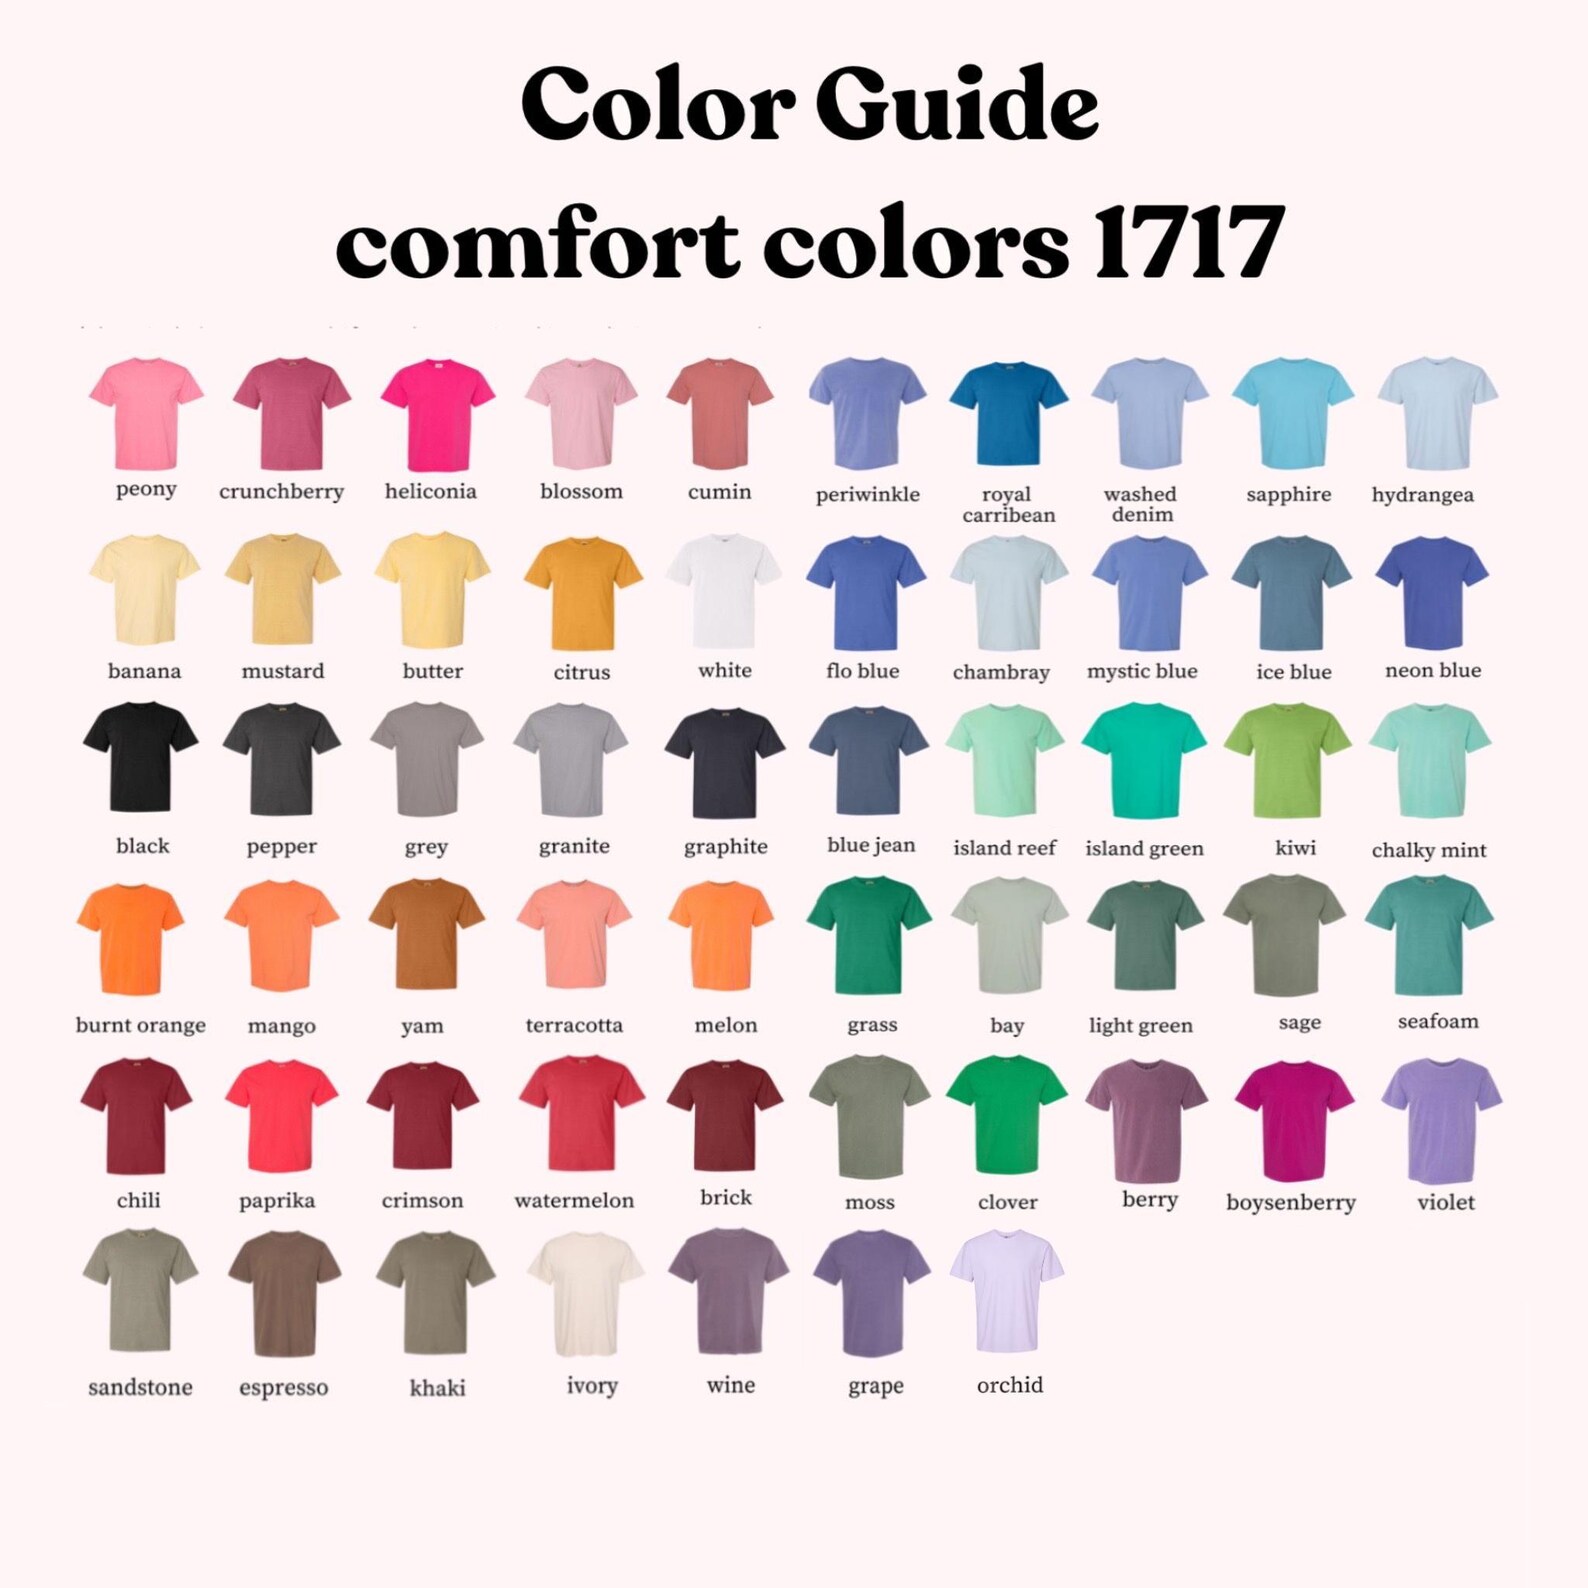 Color Guide
comfort colors 1717
peony crunchberry heliconia blossom cumin periwinkle royal washed sapphire hydrangea
carribean denim
banana mustard butter citrus white flo blue chambray mystic blue ice blue neon blue
black pepper grey granite graphite blue jean island reef island green kiwi chalky mint
burnt orange mango yam terracotta melon grass bay light green sage seafoam
chili paprika crimson watermelon brick moss clover berry boysenberry violet
sandstone espresso khaki ivory wine grape orchid